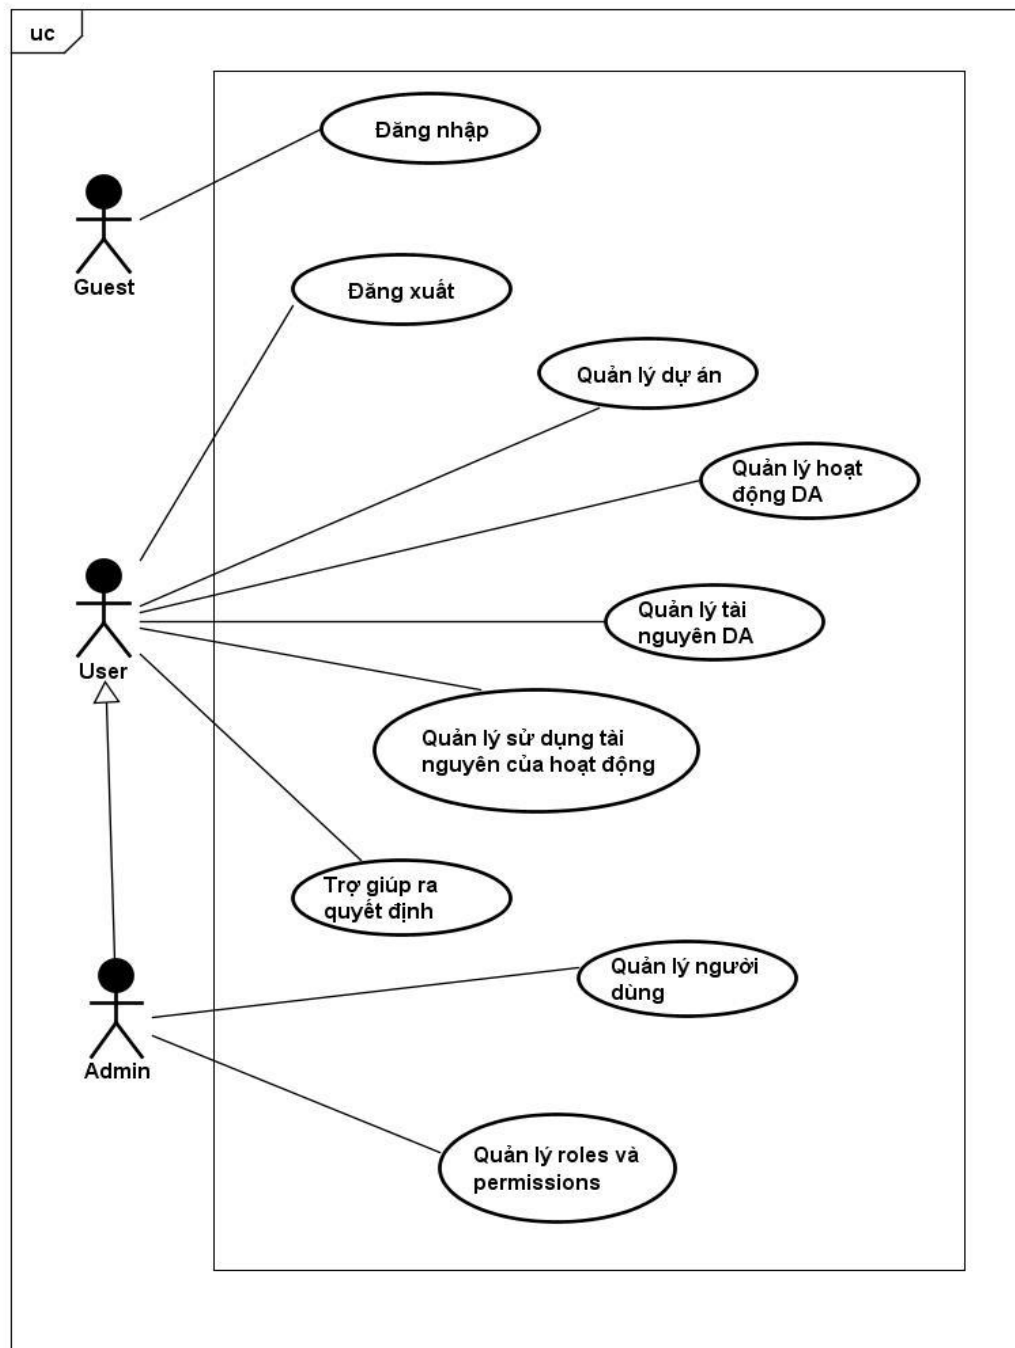 uc
Đăng nhập
Guest
Đăng xuất
Quản lý dự án
Quản lý hoạt
động DA
Quản lý tài
nguyên DA
User
Quản lý sử dụng tài
nguyên của hoạt động
Trợ giúp ra
quyết định
Quản lý người
dùng
Admin
Quản lý roles và
permissions